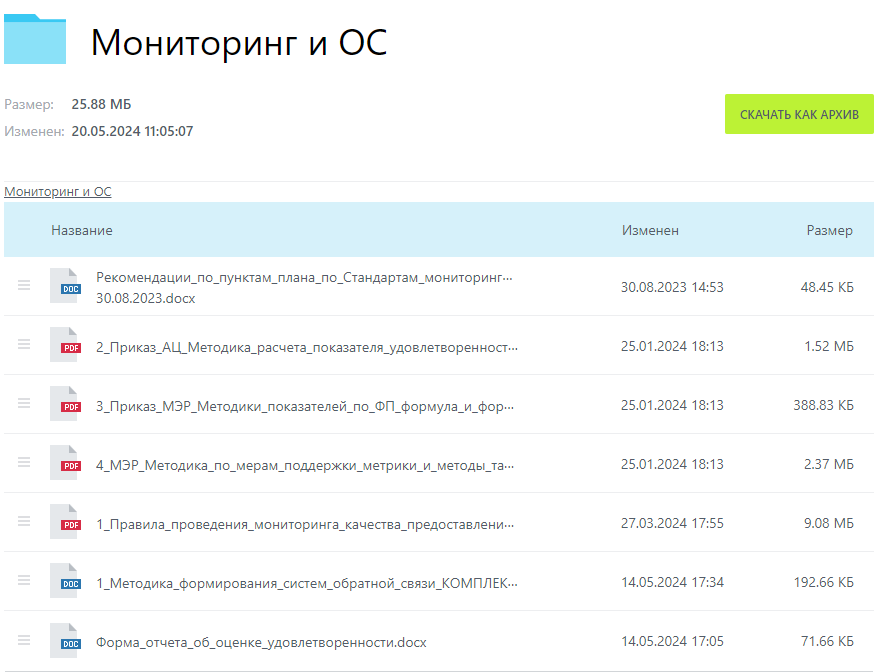 Мониторинг и ОС
Размер: 25.88 МБ
Изменен: 20.05.2024 11:05:07
СКАЧАТЬ КАК АРХИВ
Мониторинг и ОС
Название Изменен Размер
Рекомендации_по_пунктам_плана_по_Стандартам_мониторинг...
30.08.2023.docx
DOC 30.08.2023 14:53 48.45 КБ
PDF 2_Приказ_АЦ_Методика_расчета_показателя_удовлетворенност... 25.01.2024 18:13 1.52 МБ
PDF 3_Приказ_МЭР_Методики_показателей_по_ФП_формула_и_фор... 25.01.2024 18:13 388.83 КБ
PDF 4_МЭР_Методика_по_мерам_поддержки_метрики_и_методы_та... 25.01.2024 18:13 2.37 МБ
PDF 1_Правила_проведения_мониторинга_качества_предоставлени... 27.03.2024 17:55 9.08 МБ
DOC 1_Методика_формирования_систем_обратной_связи_КОМПЛЕК... 14.05.2024 17:34 192.66 КБ
DOC Форма_отчета_об_оценке_удовлетворенности.docx 14.05.2024 17:05 71.66 КБ